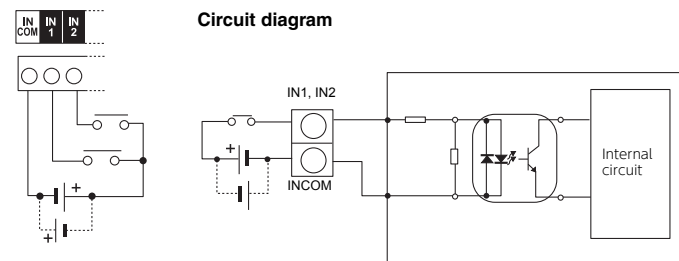 IN COM IN 1 IN 2
Circuit diagram
IN1, IN2
INCOM
+
+
+
Internal
circuit